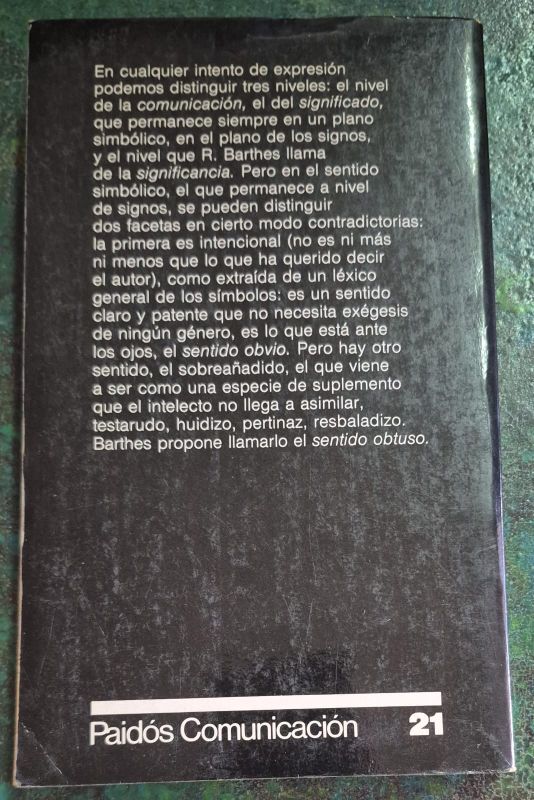 En cualquier intento de expresión
podemos distinguir tres niveles: el nivel
de la comunicación, el del significado,
que permanece siempre en un plano
simbólico, en el plano de los signos,
y el nivel que R. Barthes llama
de la significancia. Pero en el sentido
simbólico, el que permanece a nivel
de signos, se pueden distinguir
dos facetas en cierto modo contradictorias:
la primera es intencional (no es ni más
ni menos que lo que ha querido decir
el autor), como extraída de un léxico
general de los símbolos: es un sentido
claro y patente que no necesita exégesis
de ningún género, es lo que está ante
los ojos, el sentido obvio. Pero hay otro
sentido, el sobreañadido, el que viene
a ser como una especie de suplemento
que el intelecto no llega a asimilar,
testarudo, huidizo, pertinaz, resbaladizo.
Barthes propone llamarlo el sentido obtuso.
Paidós Comunicación 21